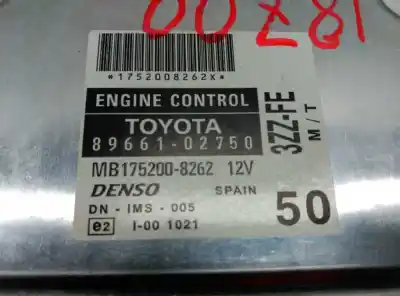 18Z00
*1752008262X*
ENGINE CONTROL
TOYOTA
89661-02750
3ZZ-FE
M/T
MB175200-8262 12V
DENSO SPAIN
DN-IMS-005
50
e2 I-00 1021